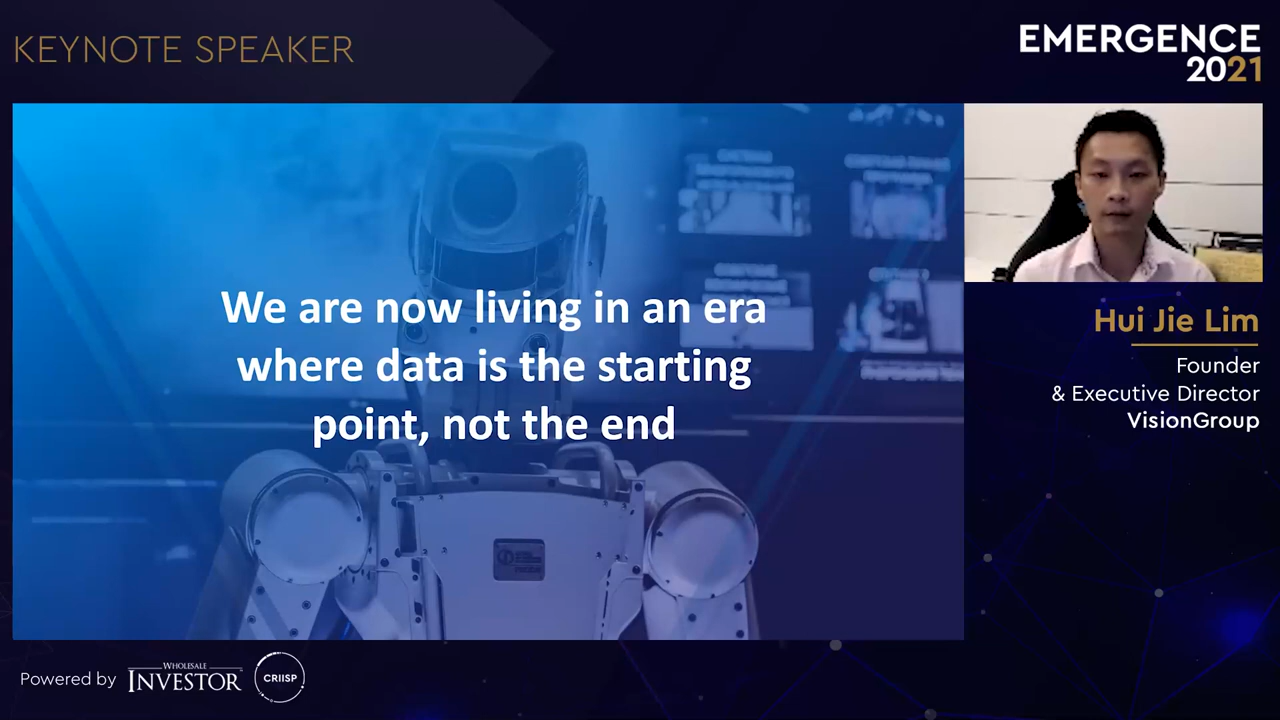 KEYNOTE SPEAKER
EMERGENCE
2021
We are now living in an era
where data is the starting
point, not the end
Hui Jie Lim
Founder
& Executive Director
VisionGroup
Powered by
WHOLESALE
INVESTOR
CRIISP